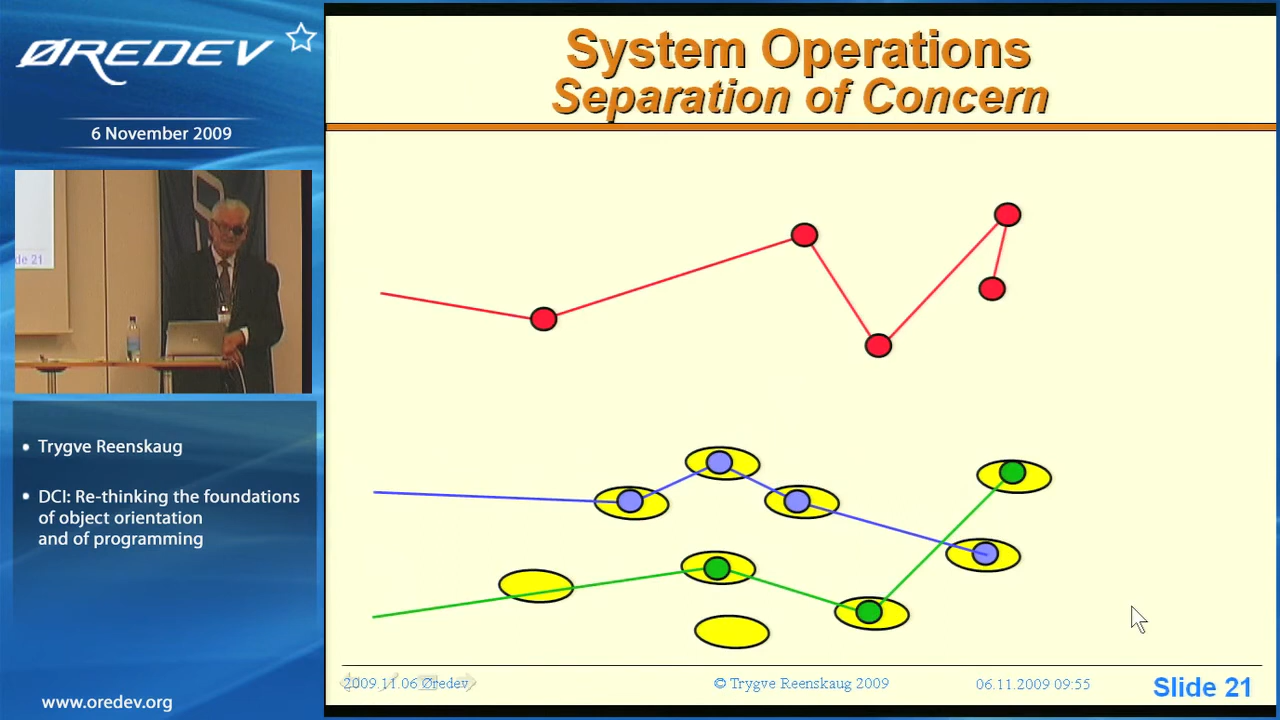 ØREDEV
6 November 2009
de 21
• Trygve Reenskaug
• DCI: Re-thinking the foundations
of object orientation
and of programming
www.oredev.org
System Operations
Separation of Concern
2009.11.06 Øredev
© Trygve Reenskaug 2009
06.11.2009 09:55
Slide 21